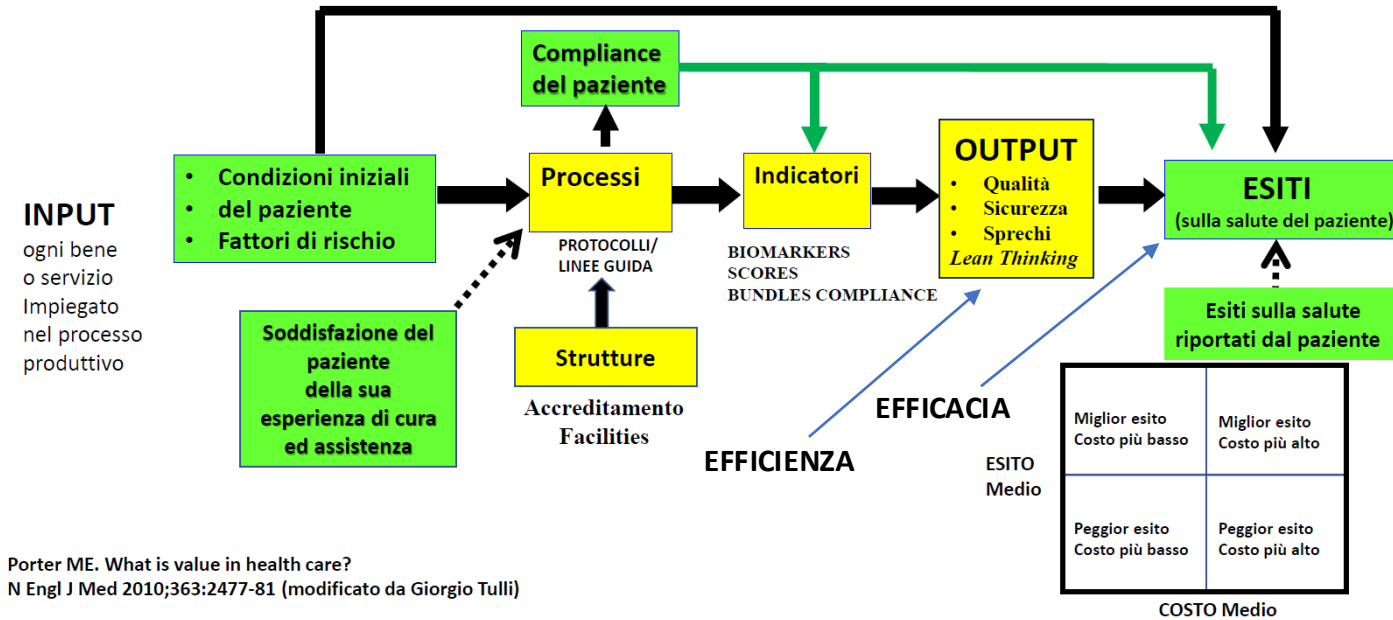 INPUT
ogni bene
o servizio
Impiegato
nel processo
produttivo
• Condizioni iniziali
• del paziente
• Fattori di rischio
Soddisfazione del
paziente
della sua
esperienza di cura
ed assistenza
Compliance
del paziente
Processi
PROTOCOLLI/
LINEE GUIDA
Strutture
Accreditamento
Facilities
Indicatori
BIOMARKERS
SCORES
BUNDLES COMPLIANCE
OUTPUT
• Qualità
• Sicurezza
• Sprechi
Lean Thinking
ESITI
(sulla salute del paziente)
Esiti sulla salute
riportati dal paziente
EFFICACIA
EFFICIENZA
ESITO
Medio
Miglior esito
Costo più basso
Miglior esito
Costo più alto
Peggior esito
Costo più basso
Peggior esito
Costo più alto
COSTO Medio
Porter ME. What is value in health care?
N Engl J Med 2010;363:2477-81 (modificato da Giorgio Tulli)